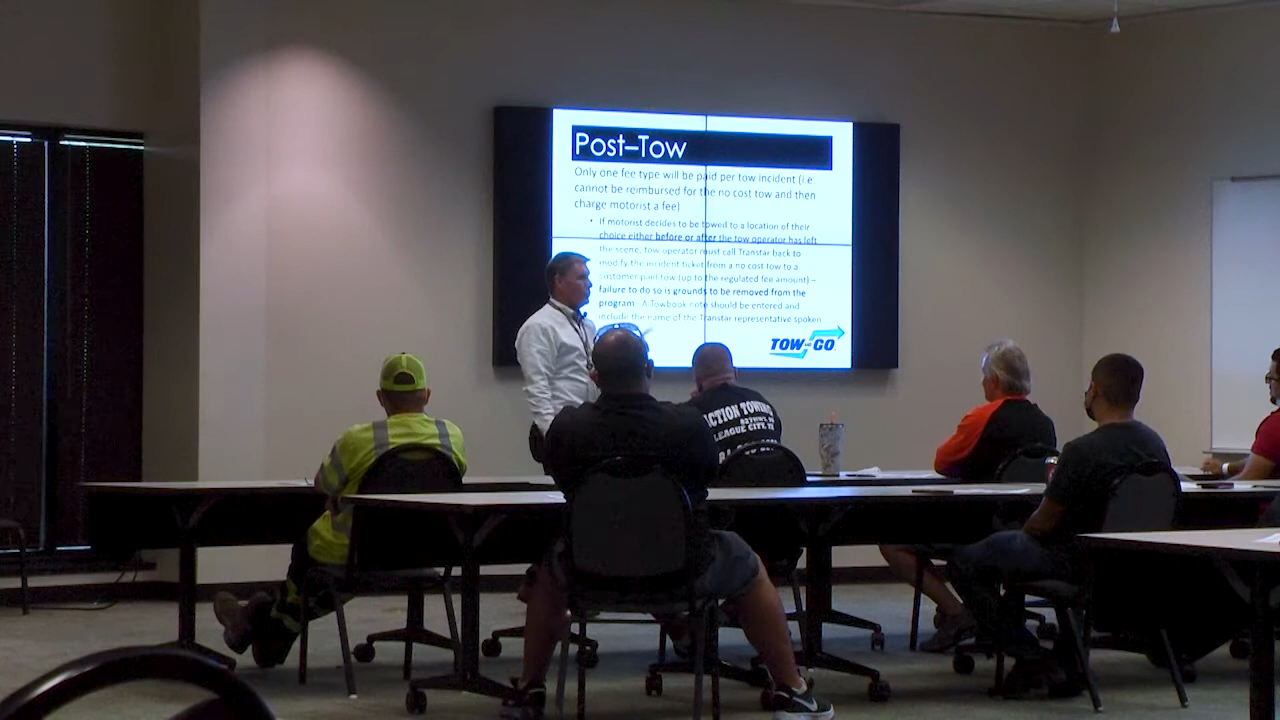 Post–Tow
Only one fee type will be paid per tow incident (i.e.
cannot be reimbursed for the no cost tow and then
charge motorist a fee)
• If motorist decides to be towed to a location of their
choice either before or after the tow operator has left
the scene, tow operator must call Transtar back to
modify the incident ticket from a no cost tow to a
customer paid tow (up to the regulated fee amount) –
failure to do so is grounds to be removed from the
program. A Towbook note should be entered and
include the name of the Transtar representative spoken
TOW AND GO
ACTION TOWING
LEAGUE CITY, TX